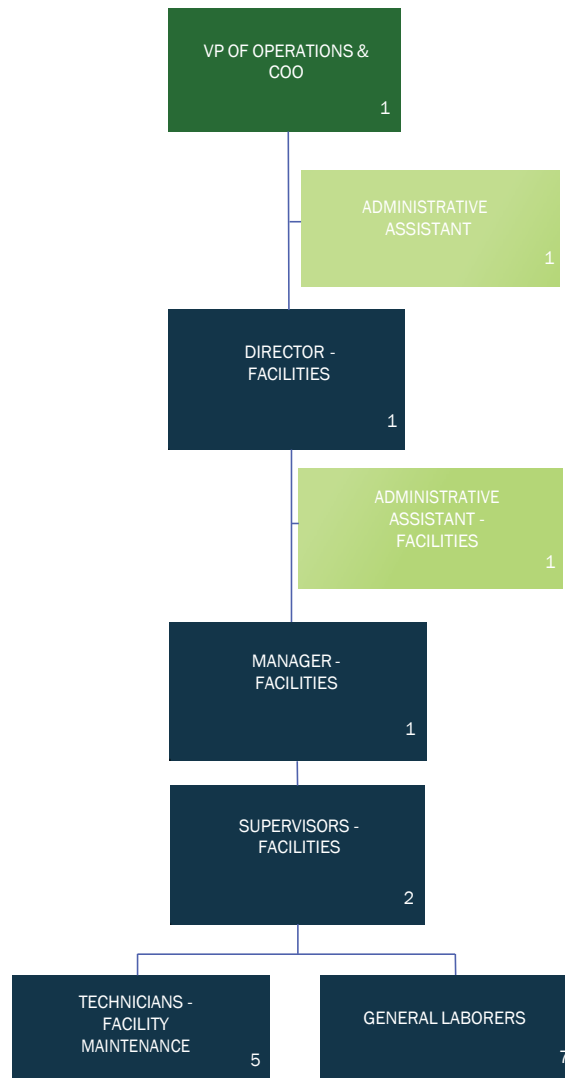 VP OF OPERATIONS &
COO
1
ADMINISTRATIVE
ASSISTANT
1
DIRECTOR -
FACILITIES
1
ADMINISTRATIVE
ASSISTANT -
FACILITIES
1
MANAGER -
FACILITIES
1
SUPERVISORS -
FACILITIES
2
TECHNICIANS -
FACILITY
MAINTENANCE
5
GENERAL LABORERS
7